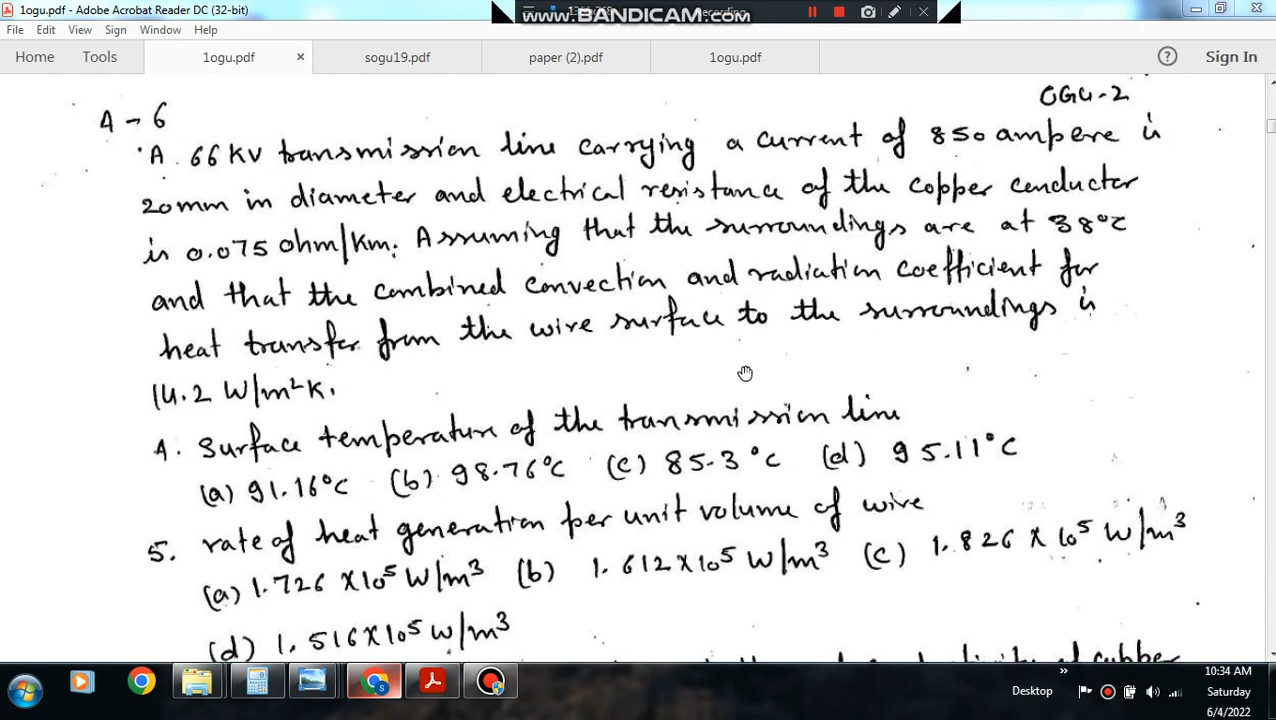 1ogu.pdf - Adobe Acrobat Reader DC (32-bit)
www.BANDICAM.com
File Edit View Sign Window Help
Home Tools 1ogu.pdf × sogu19.pdf paper (2).pdf 1ogu.pdf ? Sign In
A-6
OGU-2
A 66 KV transmission line carrying a current of 850 ampere is
20mm in diameter and electrical resistance of the copper conductor
is 0.075 ohm/km. Assuming that the surroundings are at 38°C
and that the combined convection and radiation coefficient for
heat transfer from the wire surface to the surroundings is
14.2 W/m²K.
4. Surface temperature of the transmission line
(a) 91.16°C (b) 98.76°C (c) 85.3°C (d) 95.11°C
5. rate of heat generation per unit volume of wire
(a) 1.726 X10⁵ W/m³ (b) 1.612X10⁵ W/m³ (c) 1.826 X 10⁵ W/m³
(d) 1.516X10⁵ W/m³
10:34 AM
Desktop
Saturday
6/4/2022